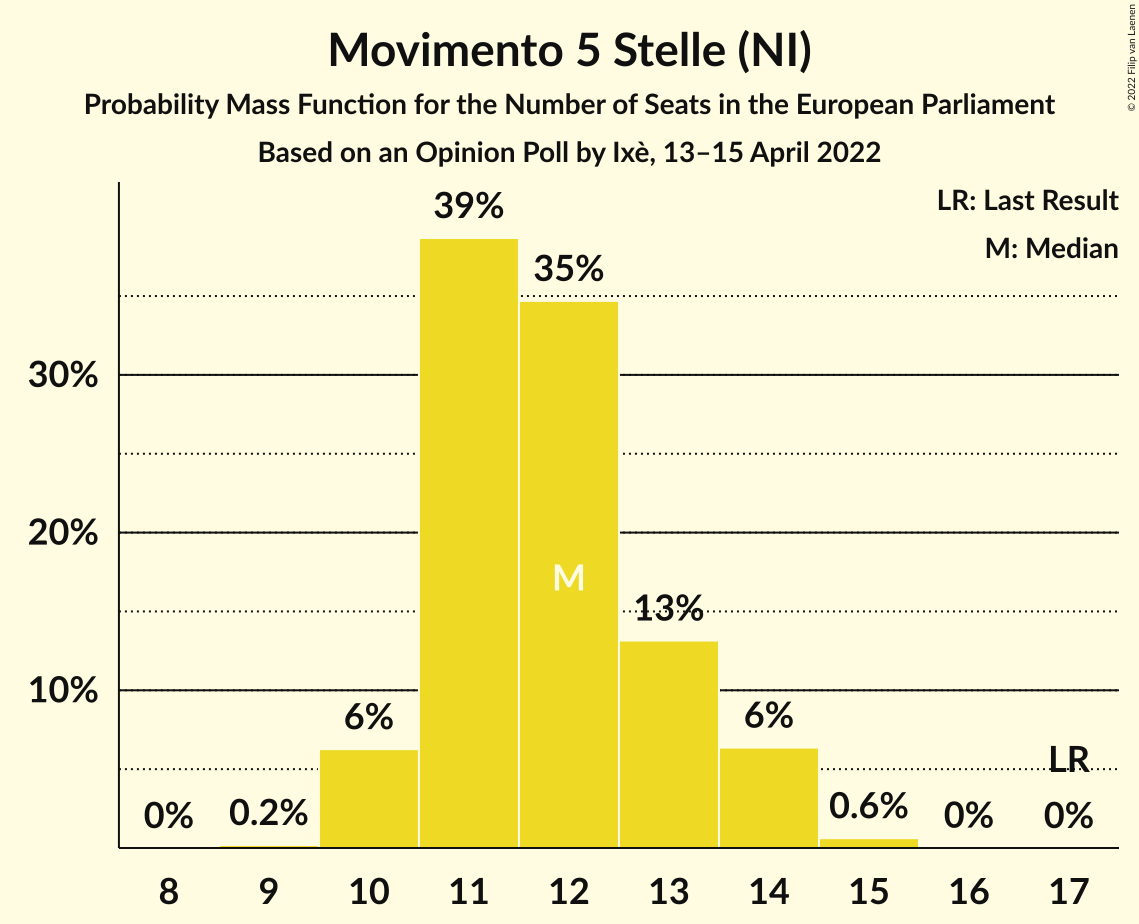 Movimento 5 Stelle (NI)
Probability Mass Function for the Number of Seats in the European Parliament
Based on an Opinion Poll by Ixè, 13–15 April 2022
© 2022 Filip van Laenen
LR: Last Result
M: Median
39%
35%
30%
20%
M
13%
10%
6%
6%
LR
0%
0.2%
0.6%
0%
0%
8 9 10 11 12 13 14 15 16 17